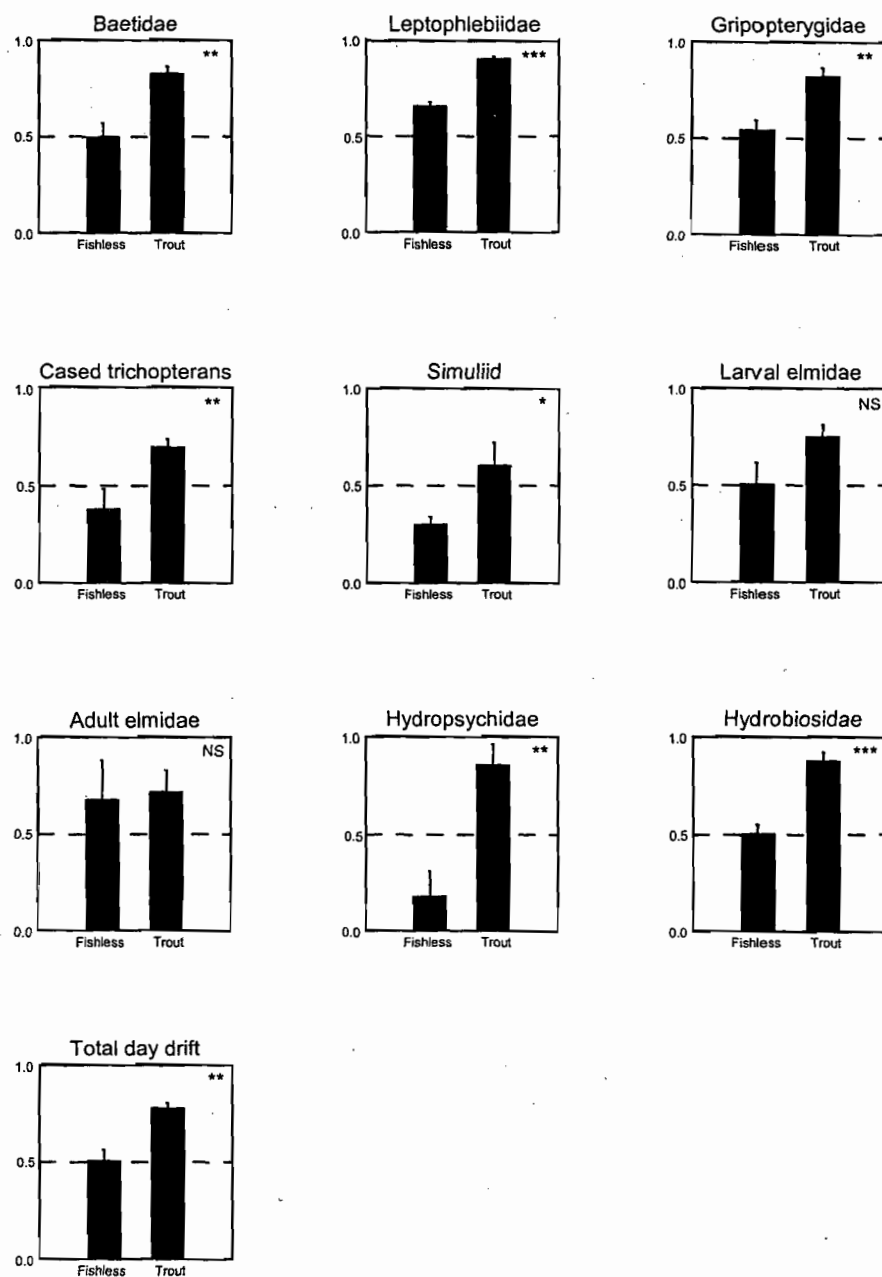 Baetidae
1.0
**
0.5
0.0
Fishless Trout
Leptophlebiidae
1.0
***
0.5
0.0
Fishless Trout
Gripopterygidae
1.0
**
0.5
0.0
Fishless Trout
Cased trichopterans
1.0
**
0.5
0.0
Fishless Trout
Simuliid
1.0
*
0.5
0.0
Fishless Trout
Larval elmidae
1.0
NS
0.5
0.0
Fishless Trout
Adult elmidae
1.0
NS
0.5
0.0
Fishless Trout
Hydropsychidae
1.0
**
0.5
0.0
Fishless Trout
Hydrobiosidae
1.0
***
0.5
0.0
Fishless Trout
Total day drift
1.0
**
0.5
0.0
Fishless Trout